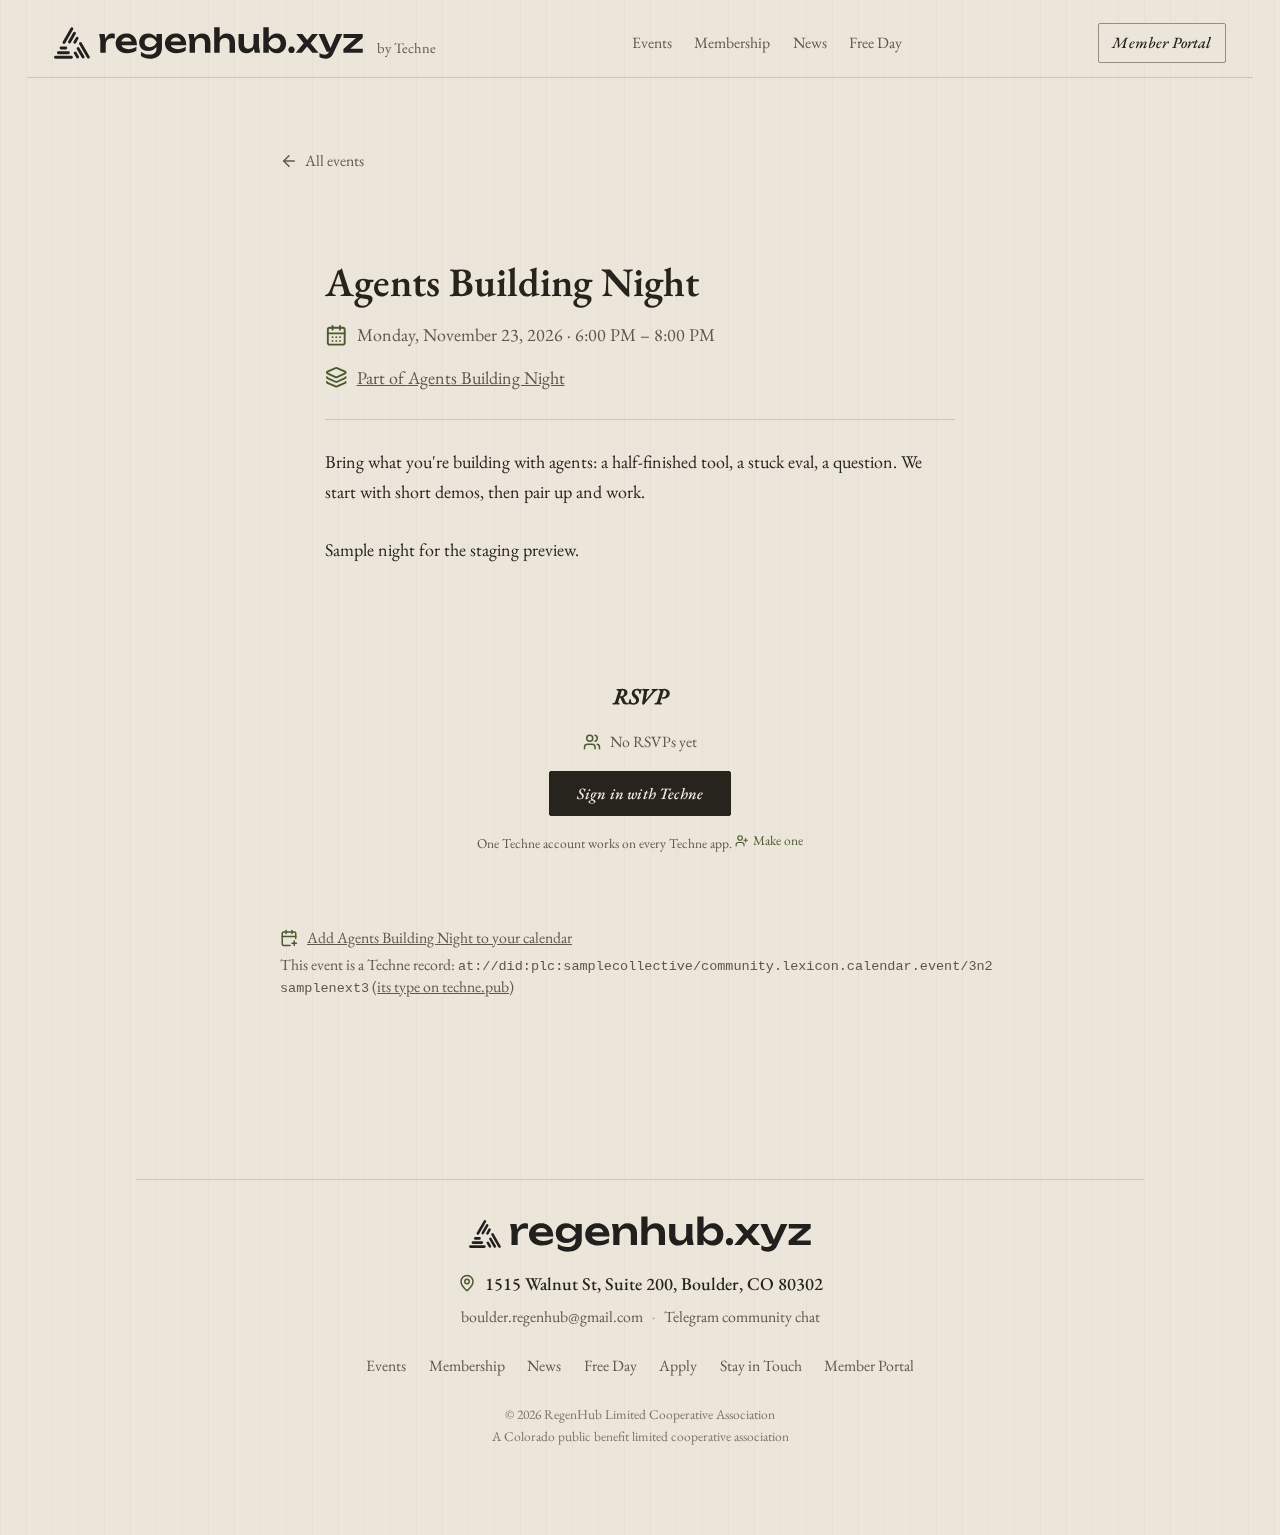 regenhub.xyz by Techne
Events Membership News Free Day
Member Portal
All events
Agents Building Night
Monday, November 23, 2026 · 6:00 PM – 8:00 PM
Part of Agents Building Night
Bring what you're building with agents: a half-finished tool, a stuck eval, a question. We
start with short demos, then pair up and work.
Sample night for the staging preview.
RSVP
No RSVPs yet
Sign in with Techne
One Techne account works on every Techne app. Make one
Add Agents Building Night to your calendar
This event is a Techne record: at://did:plc:samplecollective/community.lexicon.calendar.event/3n2
samplenext3 (its type on techne.pub)
regenhub.xyz
1515 Walnut St, Suite 200, Boulder, CO 80302
boulder.regenhub@gmail.com · Telegram community chat
Events Membership News Free Day Apply Stay in Touch Member Portal
© 2026 RegenHub Limited Cooperative Association
A Colorado public benefit limited cooperative association